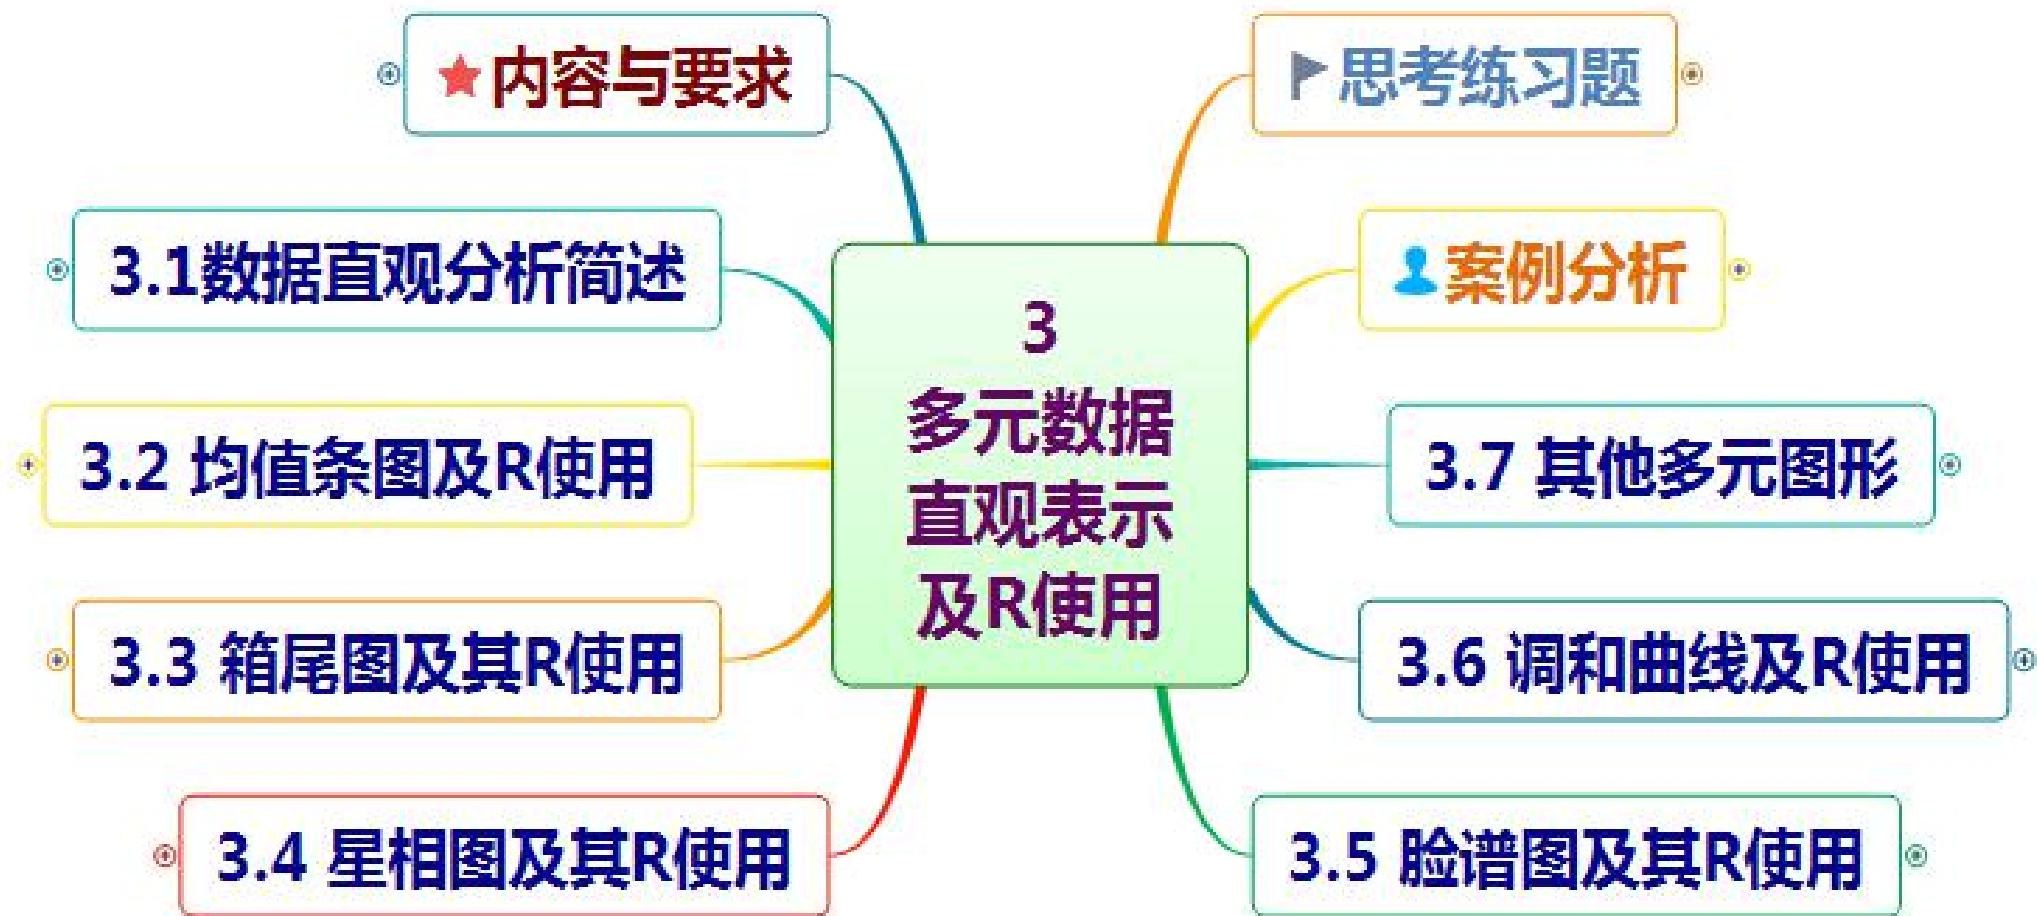 内容与要求
3.1数据直观分析简述
3.2 均值条图及R使用
3.3 箱尾图及其R使用
3.4 星相图及其R使用
3
多元数据
直观表示
及R使用
思考练习题
案例分析
3.7 其他多元图形
3.6 调和曲线及R使用
3.5 脸谱图及其R使用